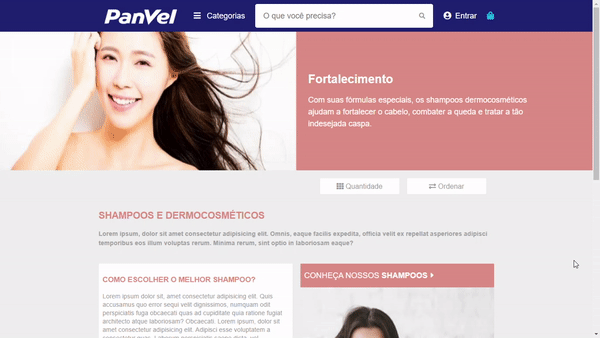 PanVel
Categorias
O que você precisa?
Entrar
Fortalecimento
Com suas fórmulas especiais, os shampoos dermocosméticos
ajudam a fortalecer o cabelo, combater a queda e tratar a tão
indesejada caspa.
Quantidade
Ordenar
SHAMPOOS E DERMOCOSMÉTICOS
Lorem ipsum, dolor sit amet consectetur adipisicing elit. Omnis, eaque facilis expedita, officia velit ex repellat asperiores adipisci
temporibus eos illum voluptas rerum. Minima rerum, sint optio in laboriosam eaque?
COMO ESCOLHER O MELHOR SHAMPOO?
Lorem ipsum dolor sit amet, consectetur adipisicing elit. Quis
accusamus quo error saepe velit dignissimos, numquam odit
perspiciatis fuga obcaecati at cupiditate quia ratione fugiat
architecto atque laboriosam? Obcaecati. Lorem ipsum, dolor sit
amet consectetur adipisicing elit. Adipisci esse voluptatem a
CONHEÇA NOSSOS SHAMPOOS